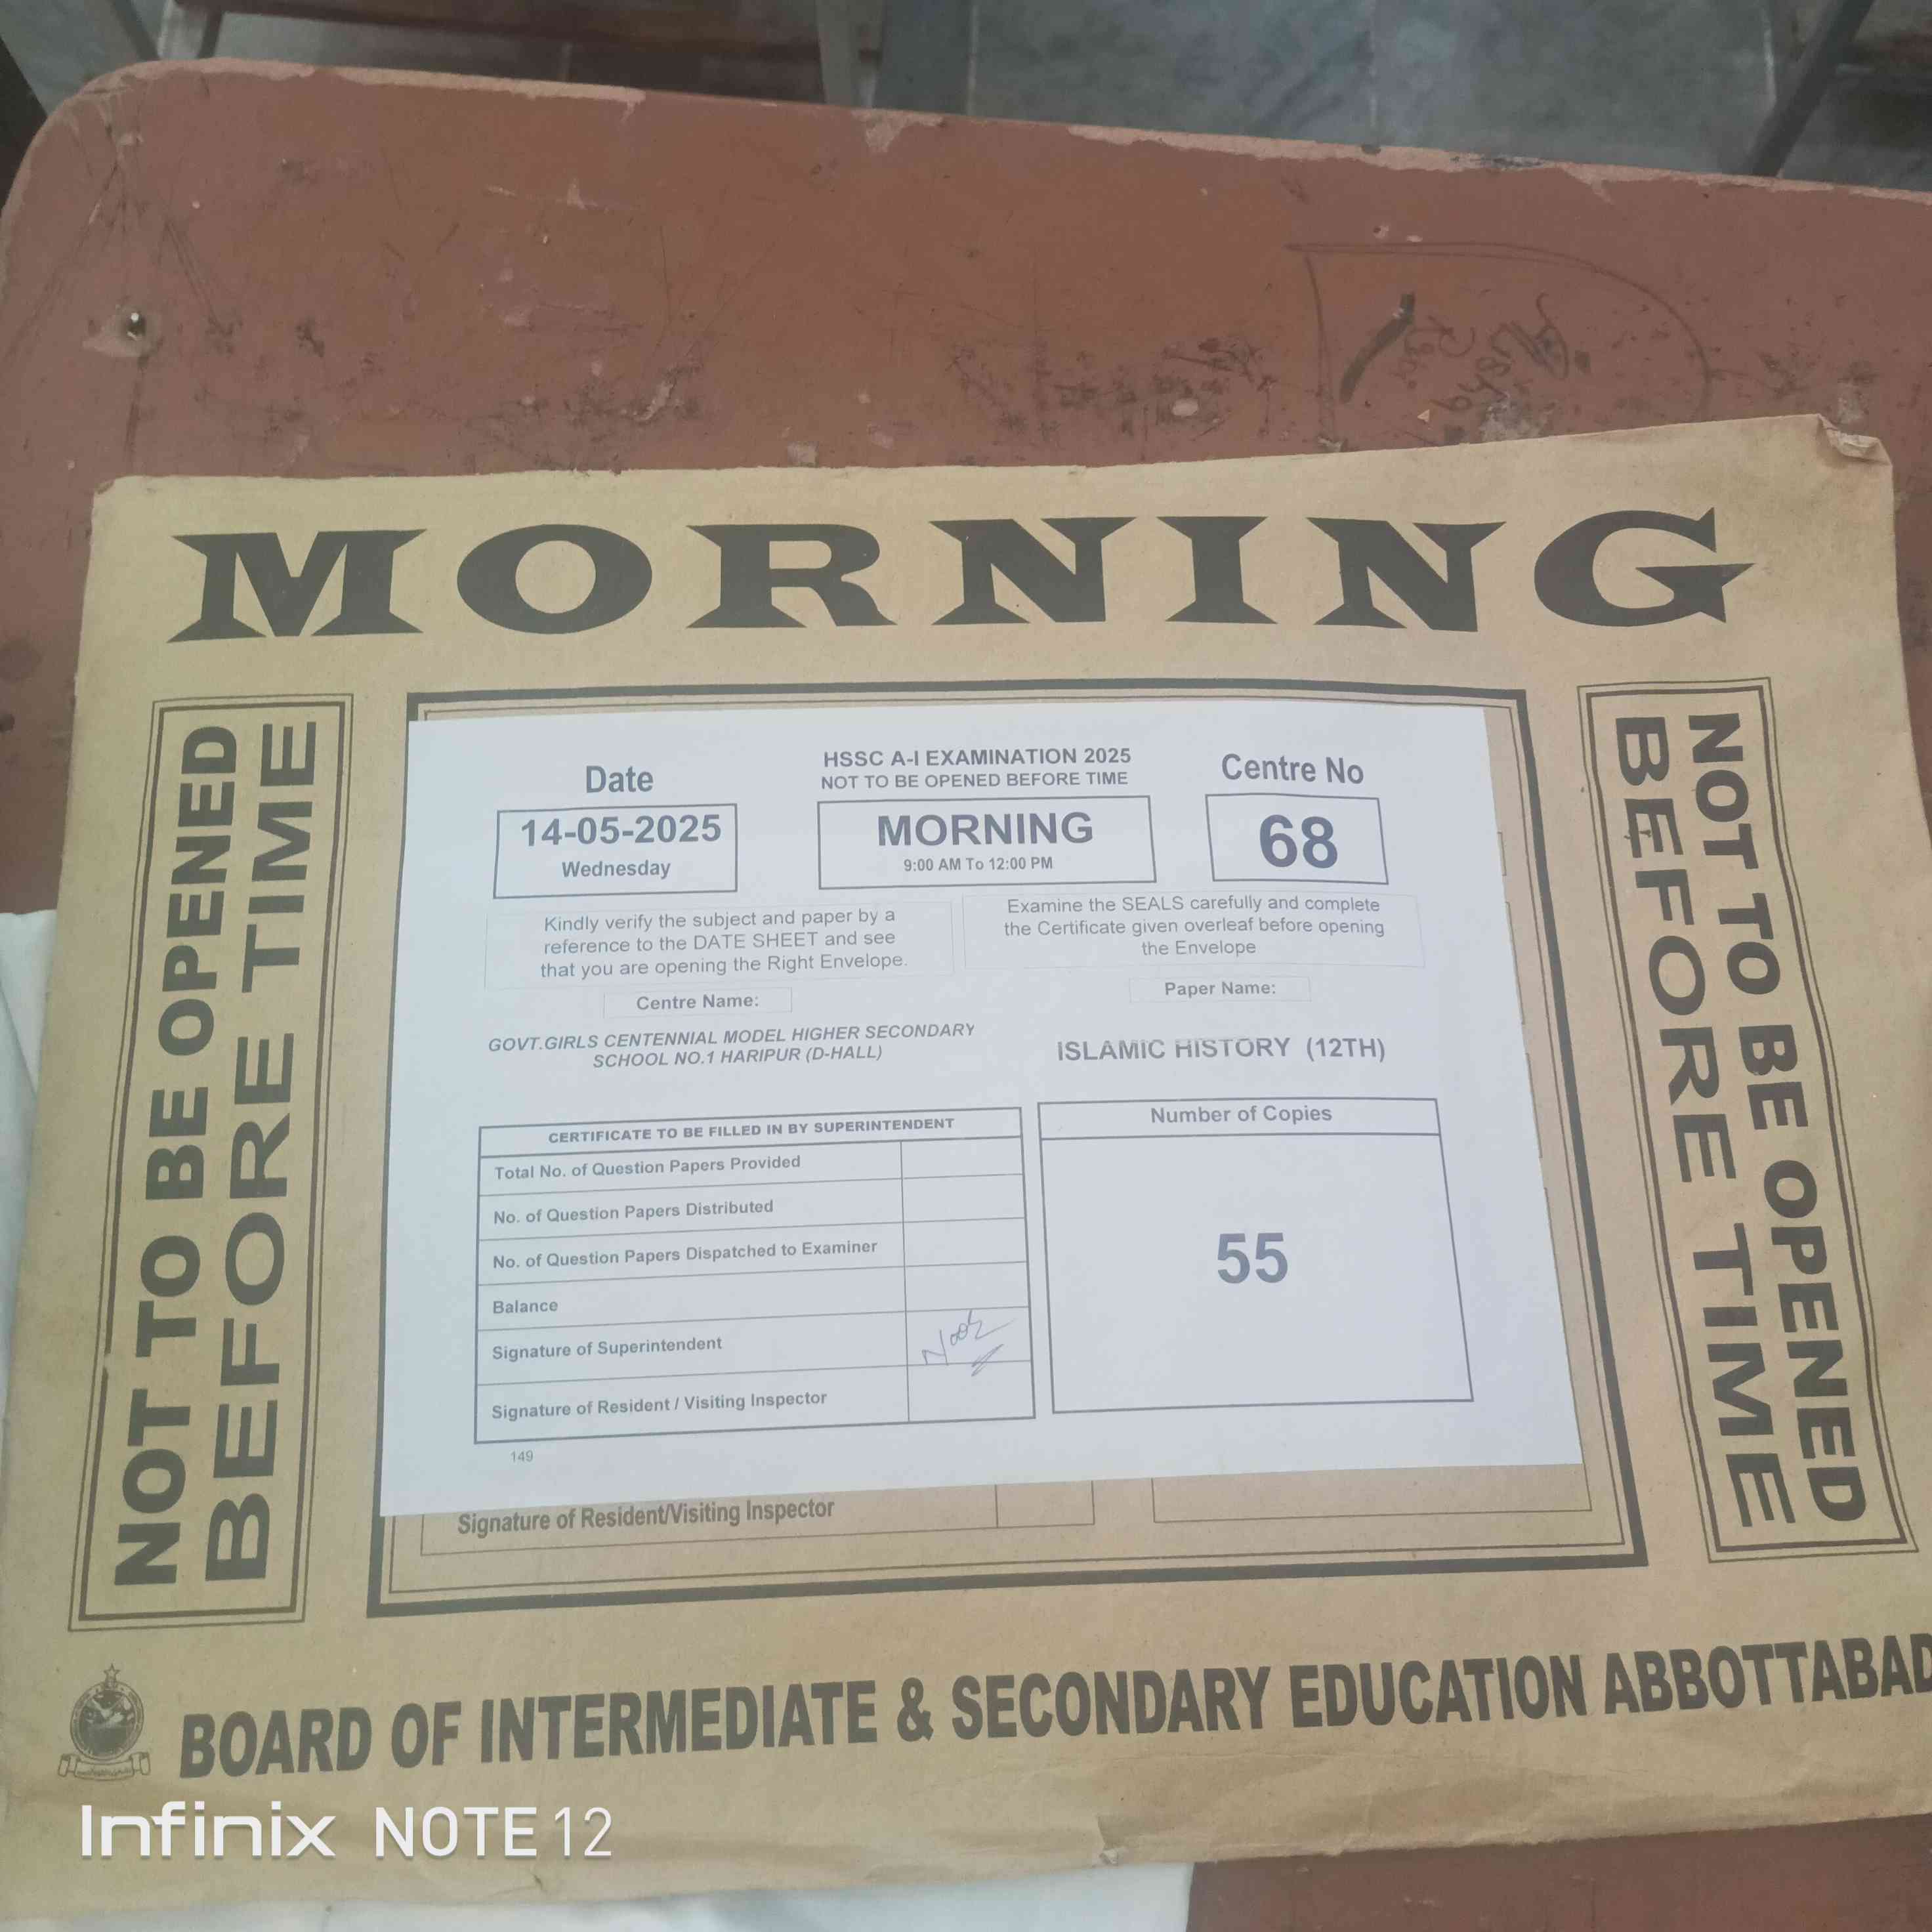 MORNING
NOT TO BE OPENED
BEFORE TIME
Date
14-05-2025
Wednesday
HSSC A-I EXAMINATION 2025
NOT TO BE OPENED BEFORE TIME
MORNING
9:00 AM To 12:00 PM
Centre No
68
Kindly verify the subject and paper by a
reference to the DATE SHEET and see
that you are opening the Right Envelope.
Examine the SEALS carefully and complete
the Certificate given overleaf before opening
the Envelope
Centre Name:
GOVT.GIRLS CENTENNIAL MODEL HIGHER SECONDARY
SCHOOL NO.1 HARIPUR (D-HALL)
Paper Name:
ISLAMIC HISTORY (12TH)
CERTIFICATE TO BE FILLED IN BY SUPERINTENDENT
Total No. of Question Papers Provided
No. of Question Papers Distributed
No. of Question Papers Dispatched to Examiner
Balance
Signature of Superintendent
Signature of Resident / Visiting Inspector
149
Number of Copies
55
Signature of Resident/Visiting Inspector
NOT TO BE OPENED
BEFORE TIME
BOARD OF INTERMEDIATE & SECONDARY EDUCATION ABBOTTABAD
Infinix NOTE 12